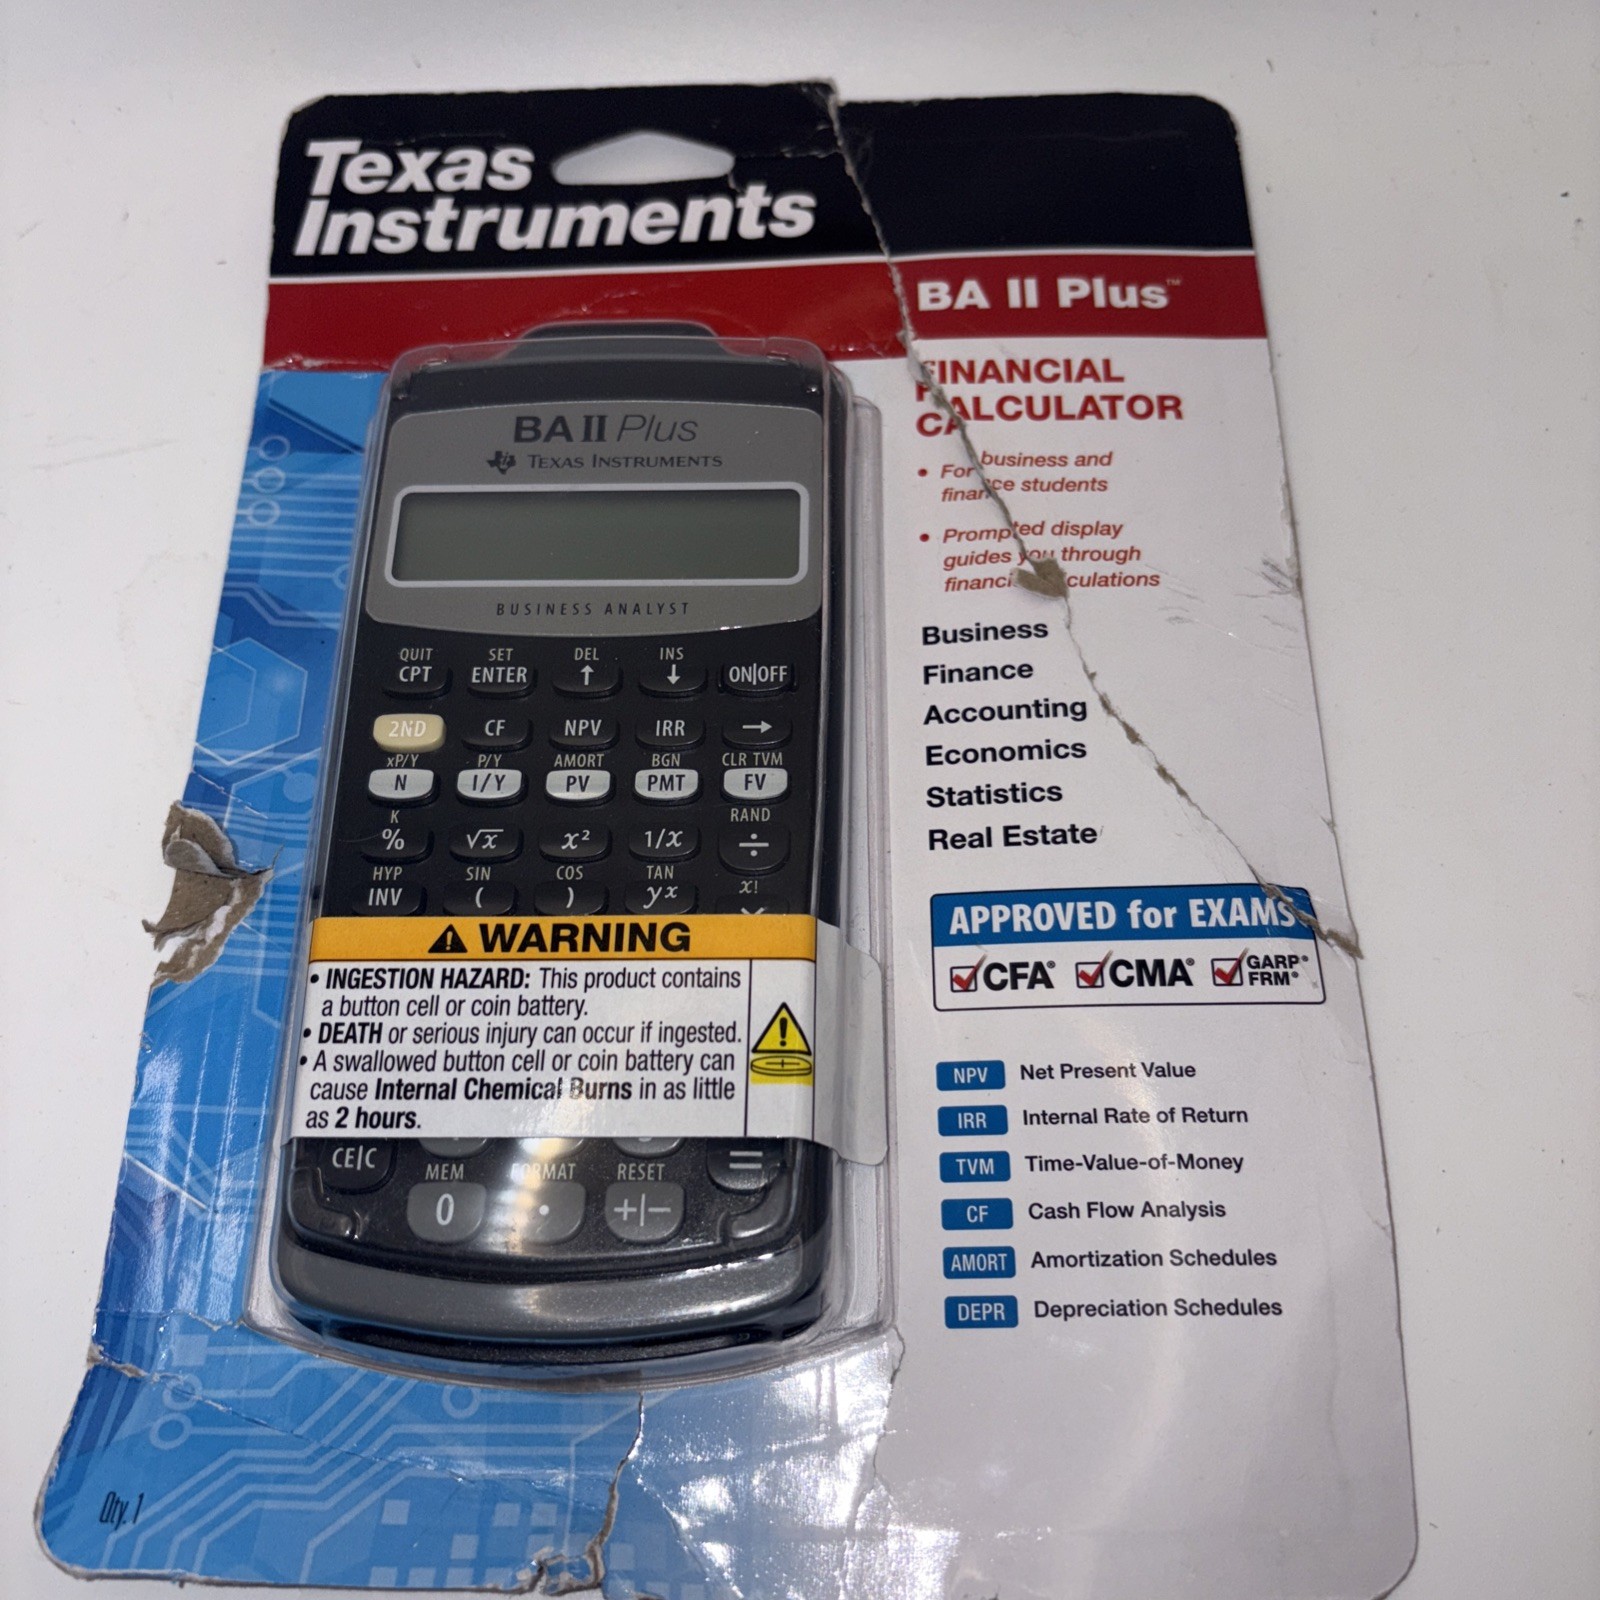 Texas
Instruments
BA II Plus™
FINANCIAL
CALCULATOR
• For business and
finance students
• Prompted display
guides you through
financial calculations
Business
Finance
Accounting
Economics
Statistics
Real Estate
APPROVED for EXAMS
CFA® CMA® GARP®
FRM®
NPV Net Present Value
IRR Internal Rate of Return
TVM Time-Value-of-Money
CF Cash Flow Analysis
AMORT Amortization Schedules
DEPR Depreciation Schedules
BA II Plus
TEXAS INSTRUMENTS
BUSINESS ANALYST
QUIT SET DEL INS
CPT ENTER ↑ ↓ ON|OFF
2ND CF NPV IRR →
xP/Y P/Y AMORT BGN CLR TVM
N I/Y PV PMT FV
K RAND
% √x x² 1/x ÷
HYP SIN COS TAN x!
INV ( ) yˣ
⚠ WARNING
• INGESTION HAZARD: This product contains
a button cell or coin battery.
• DEATH or serious injury can occur if ingested.
• A swallowed button cell or coin battery can
cause Internal Chemical Burns in as little
as 2 hours.
CE|C =
MEM FORMAT RESET
0 . +|−
Qty. 1